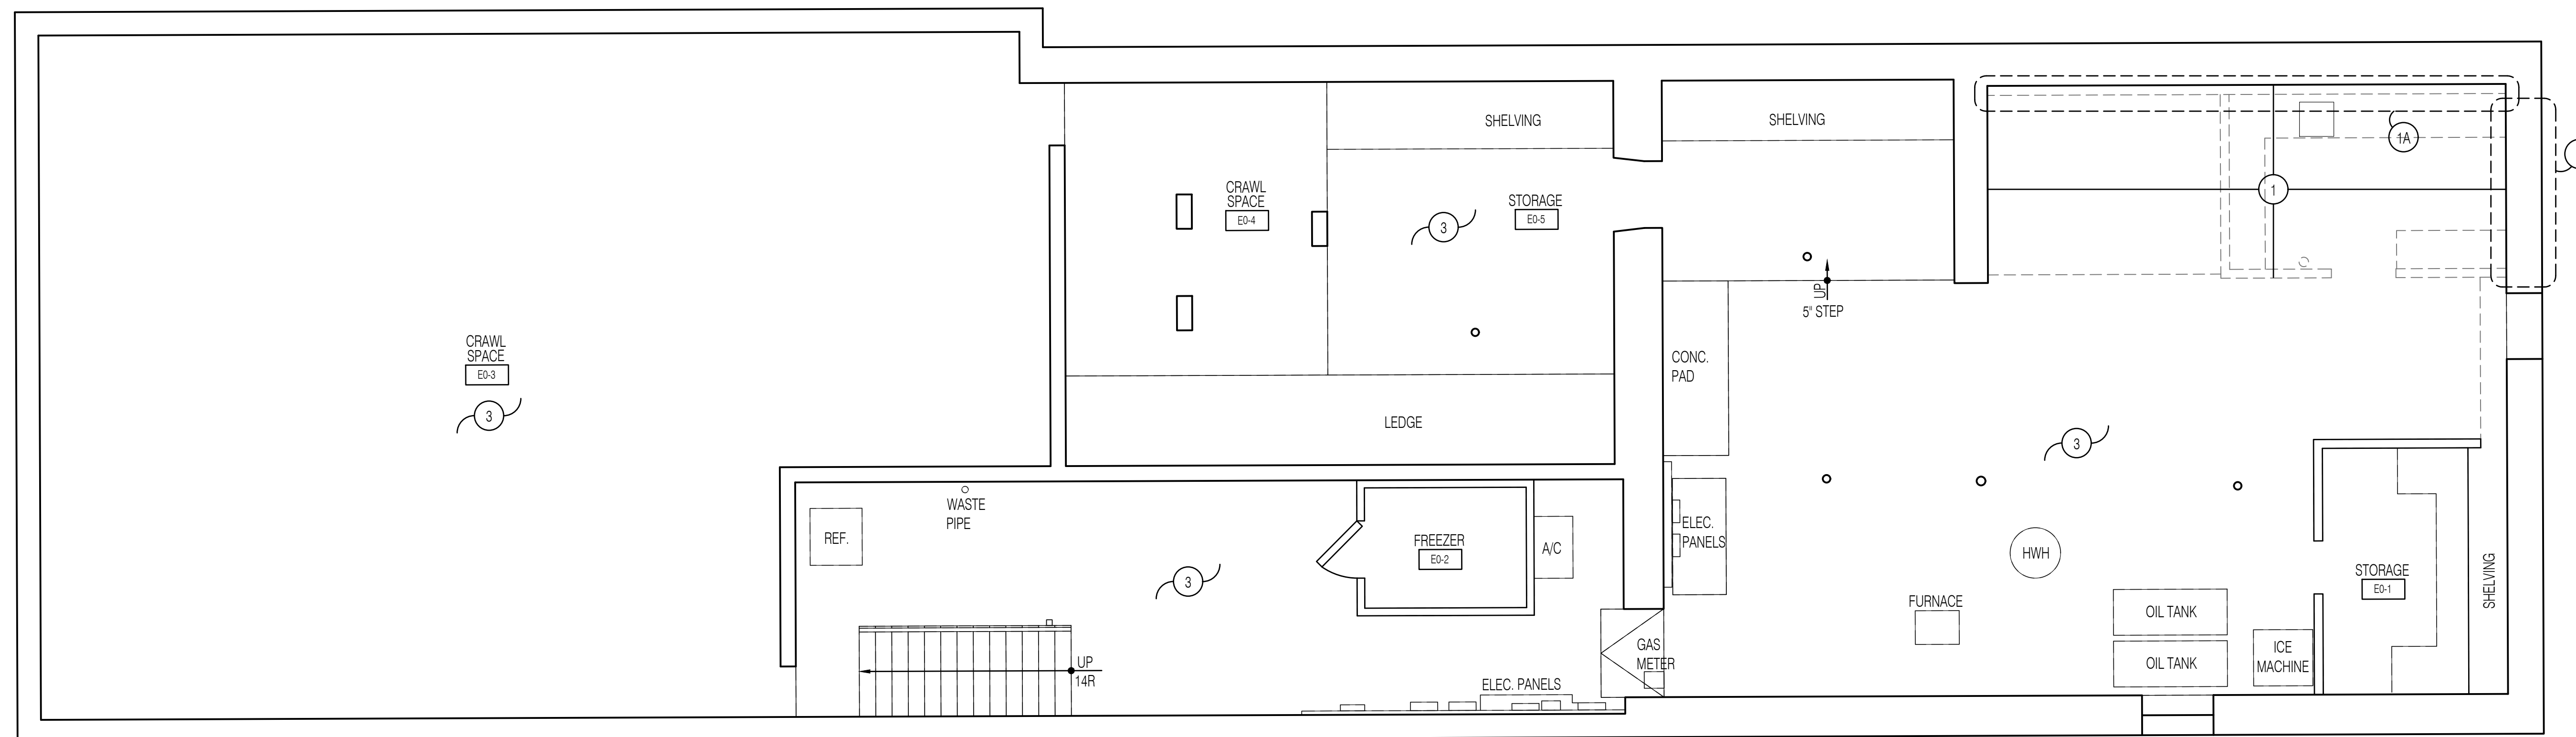 SHELVING
SHELVING
1A
1
CRAWL
SPACE
E0-4
STORAGE
E0-5
3
UP
5" STEP
CRAWL
SPACE
E0-3
3
CONC.
PAD
LEDGE
3
WASTE
PIPE
REF.
FREEZER
E0-2
A/C
ELEC.
PANELS
HWH
3
STORAGE
E0-1
SHELVING
FURNACE
OIL TANK
OIL TANK
ICE
MACHINE
GAS
METER
UP
14R
ELEC. PANELS